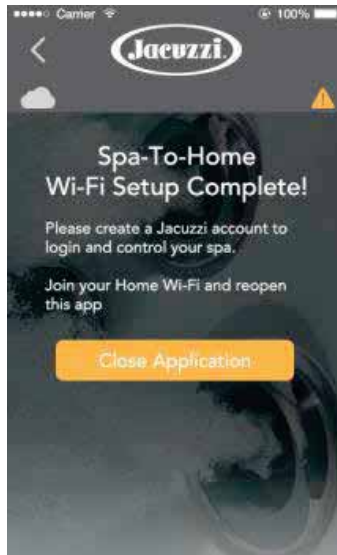 Carrier 100%
Jacuzzi
Spa-To-Home
Wi-Fi Setup Complete!
Please create a Jacuzzi account to
login and control your spa.
Join your Home Wi-Fi and reopen
this app
Close Application